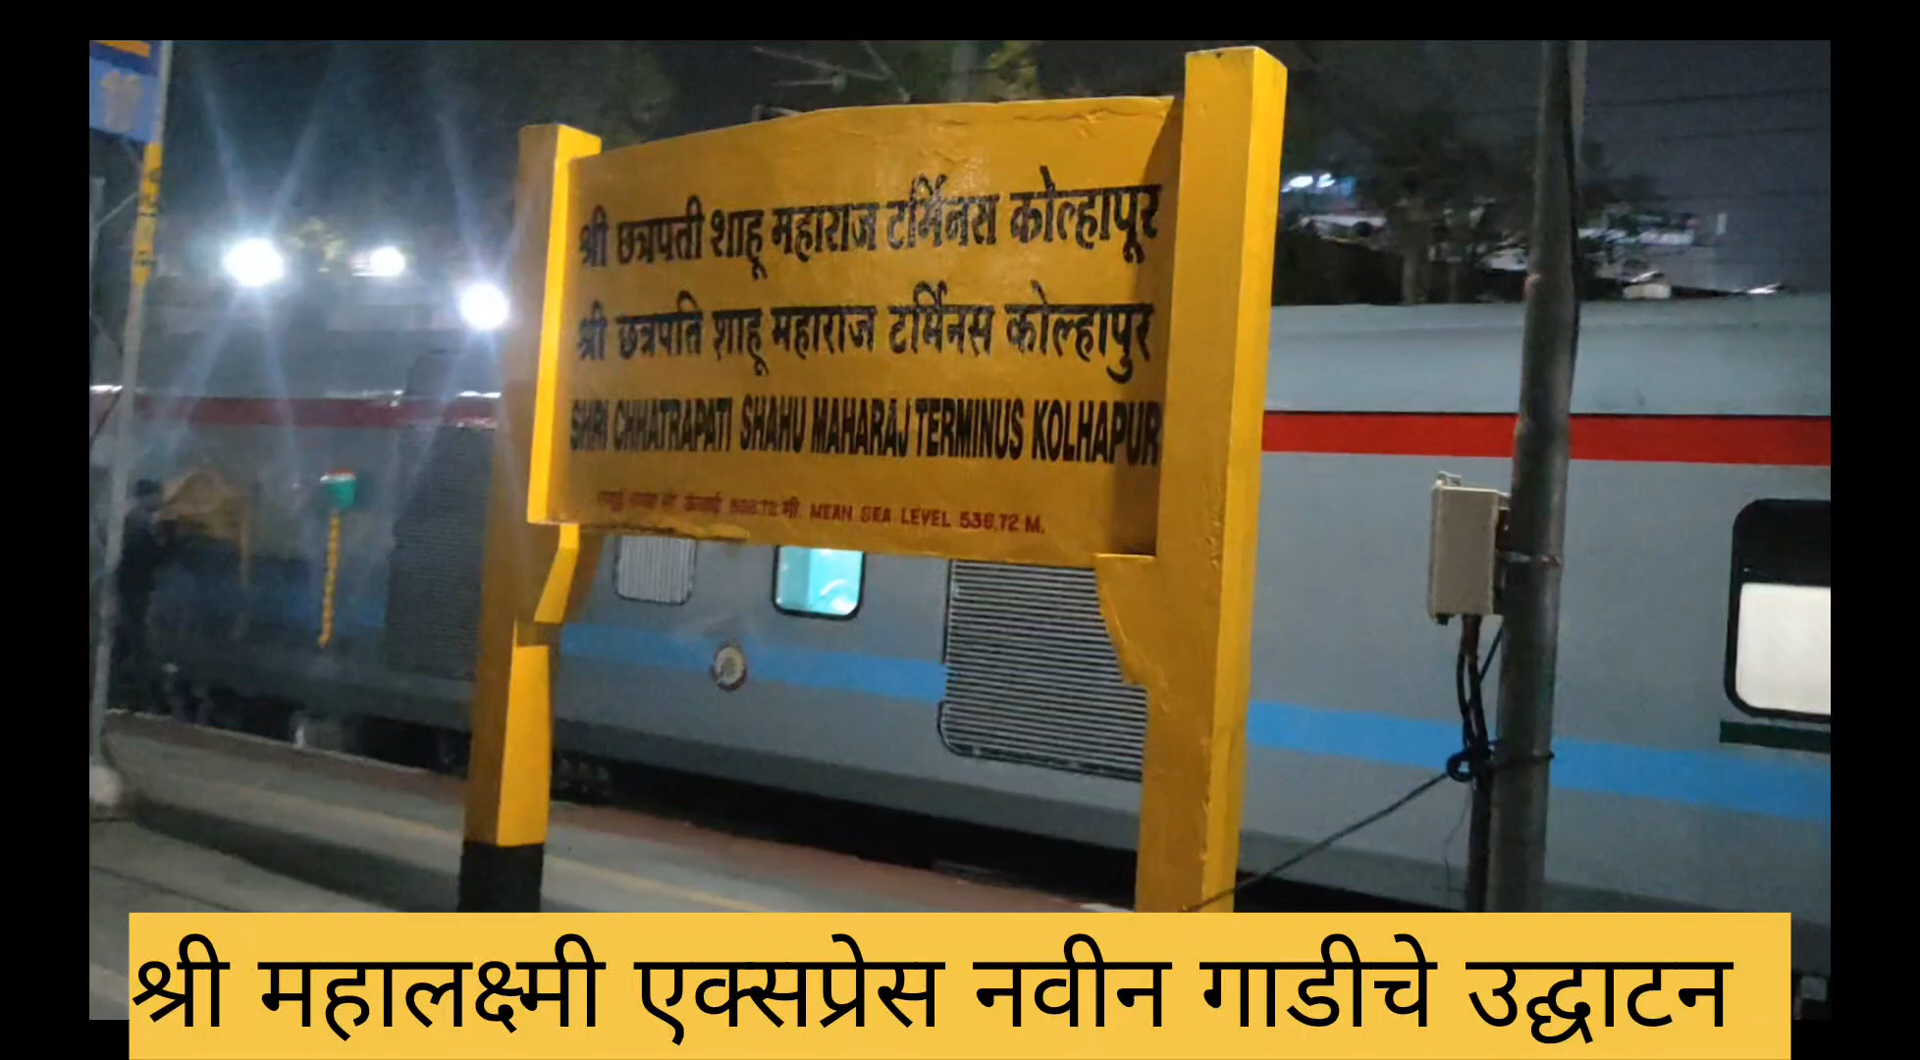 श्री छत्रपती शाहू महाराज टर्मिनस कोल्हापूर
श्री छत्रपति शाहू महाराज टर्मिनस कोल्हापुर
SHRI CHHATRAPATI SHAHU MAHARAJ TERMINUS KOLHAPUR
मी. MEAN SEA LEVEL 536,72 M.
श्री महालक्ष्मी एक्सप्रेस नवीन गाडीचे उद्घाटन